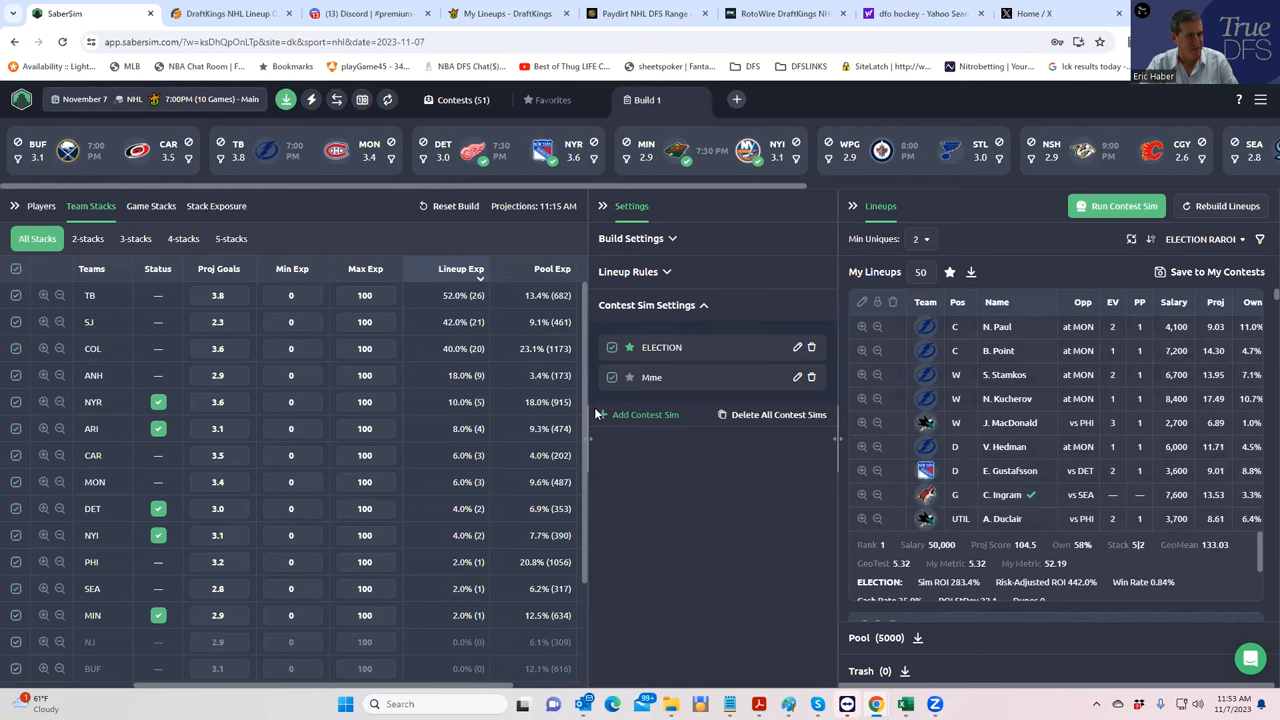 SaberSim
DraftKings NHL Lineup O
(13) Discord | #premium-
My Lineups - DraftKings
Paydirt NHL DFS Range
RotoWire DraftKings NH
dfo hockey - Yahoo Sear
Home / X
app.sabersim.com/?w=ksDhQpOnLTp&site=dk&sport=nhl&date=2023-11-07
True DFS
Eric Haber
Availability :: Light...
MLB
NBA Chat Room | Fa...
Bookmarks
playGame45 - 34...
NBA DFS Chat($)...
Best of Thug LIFE C...
sheetspoker | Fanta...
DFS
DFSLINKS
SiteLatch | http://w...
Nitrobetting | Your...
lck results today -...
November 7 NHL 7:00PM (10 Games) - Main
Contests (51)
Favorites
Build 1
?
BUF 3.1 7:00 PM CAR 3.5
TB 3.8 7:00 PM MON 3.4
DET 3.0 7:30 PM NYR 3.6
MIN 2.9 7:30 PM NYI 3.1
WPG 2.9 8:00 PM STL 3.0
NSH 2.9 9:00 PM CGY 2.6
SEA 2.8
Players Team Stacks Game Stacks Stack Exposure Reset Build Projections: 11:15 AM
All Stacks 2-stacks 3-stacks 4-stacks 5-stacks
Teams Status Proj Goals Min Exp Max Exp Lineup Exp Pool Exp
TB — 3.8 0 100 52.0% (26) 13.4% (682)
SJ — 2.3 0 100 42.0% (21) 9.1% (461)
COL — 3.6 0 100 40.0% (20) 23.1% (1173)
ANH — 2.9 0 100 18.0% (9) 3.4% (173)
NYR 3.6 0 100 10.0% (5) 18.0% (915)
ARI 2.9 0 100 8.0% (4) 9.3% (474)
CAR — 3.5 0 100 6.0% (3) 4.0% (202)
MON — 3.4 0 100 6.0% (3) 9.6% (487)
DET 3.0 0 100 4.0% (2) 6.9% (353)
NYI 3.1 0 100 4.0% (2) 7.7% (390)
PHI — 3.2 0 100 2.0% (1) 20.8% (1056)
SEA — 2.8 0 100 2.0% (1) 6.2% (317)
MIN 2.9 0 100 2.0% (1) 12.5% (634)
NJ — 2.9 0 100 0.0% (0) 6.1% (309)
BUF — 3.1 0 100 0.0% (0) 12.1% (616)
Settings
Build Settings
Lineup Rules
Contest Sim Settings
ELECTION
Mme
Add Contest Sim
Delete All Contest Sims
Lineups
Run Contest Sim
Rebuild Lineups
Min Uniques: 2
ELECTION RAROI
My Lineups 50
Save to My Contests
Team Pos Name Opp EV PP Salary Proj Own
C N. Paul at MON 2 1 4,100 9.03 11.0%
C B. Point at MON 1 1 7,200 14.30 4.7%
W S. Stamkos at MON 2 1 6,700 13.95 7.1%
W N. Kucherov at MON 1 1 8,400 17.49 10.7%
W J. MacDonald vs PHI 3 1 2,700 6.89 1.0%
D V. Hedman at MON 1 1 6,000 11.71 4.5%
D E. Gustafsson vs DET 2 1 3,600 9.01 8.8%
G C. Ingram vs SEA — — 7,600 13.53 3.3%
UTIL A. Duclair vs PHI 2 1 3,700 8.61 6.4%
Rank 1 Salary 50,000 Proj Score 104.5 Own 58% Stack 5|2 GeoMean 133.03
GeoTest 5.32 My Metric 5.32 My Metric 52.19
ELECTION: Sim ROI 283.4% Risk-Adjusted ROI 442.0% Win Rate 0.84%
Pool (5000)
Trash (0)
61°F
Cloudy
Search
99+
11:53 AM
11/7/2023